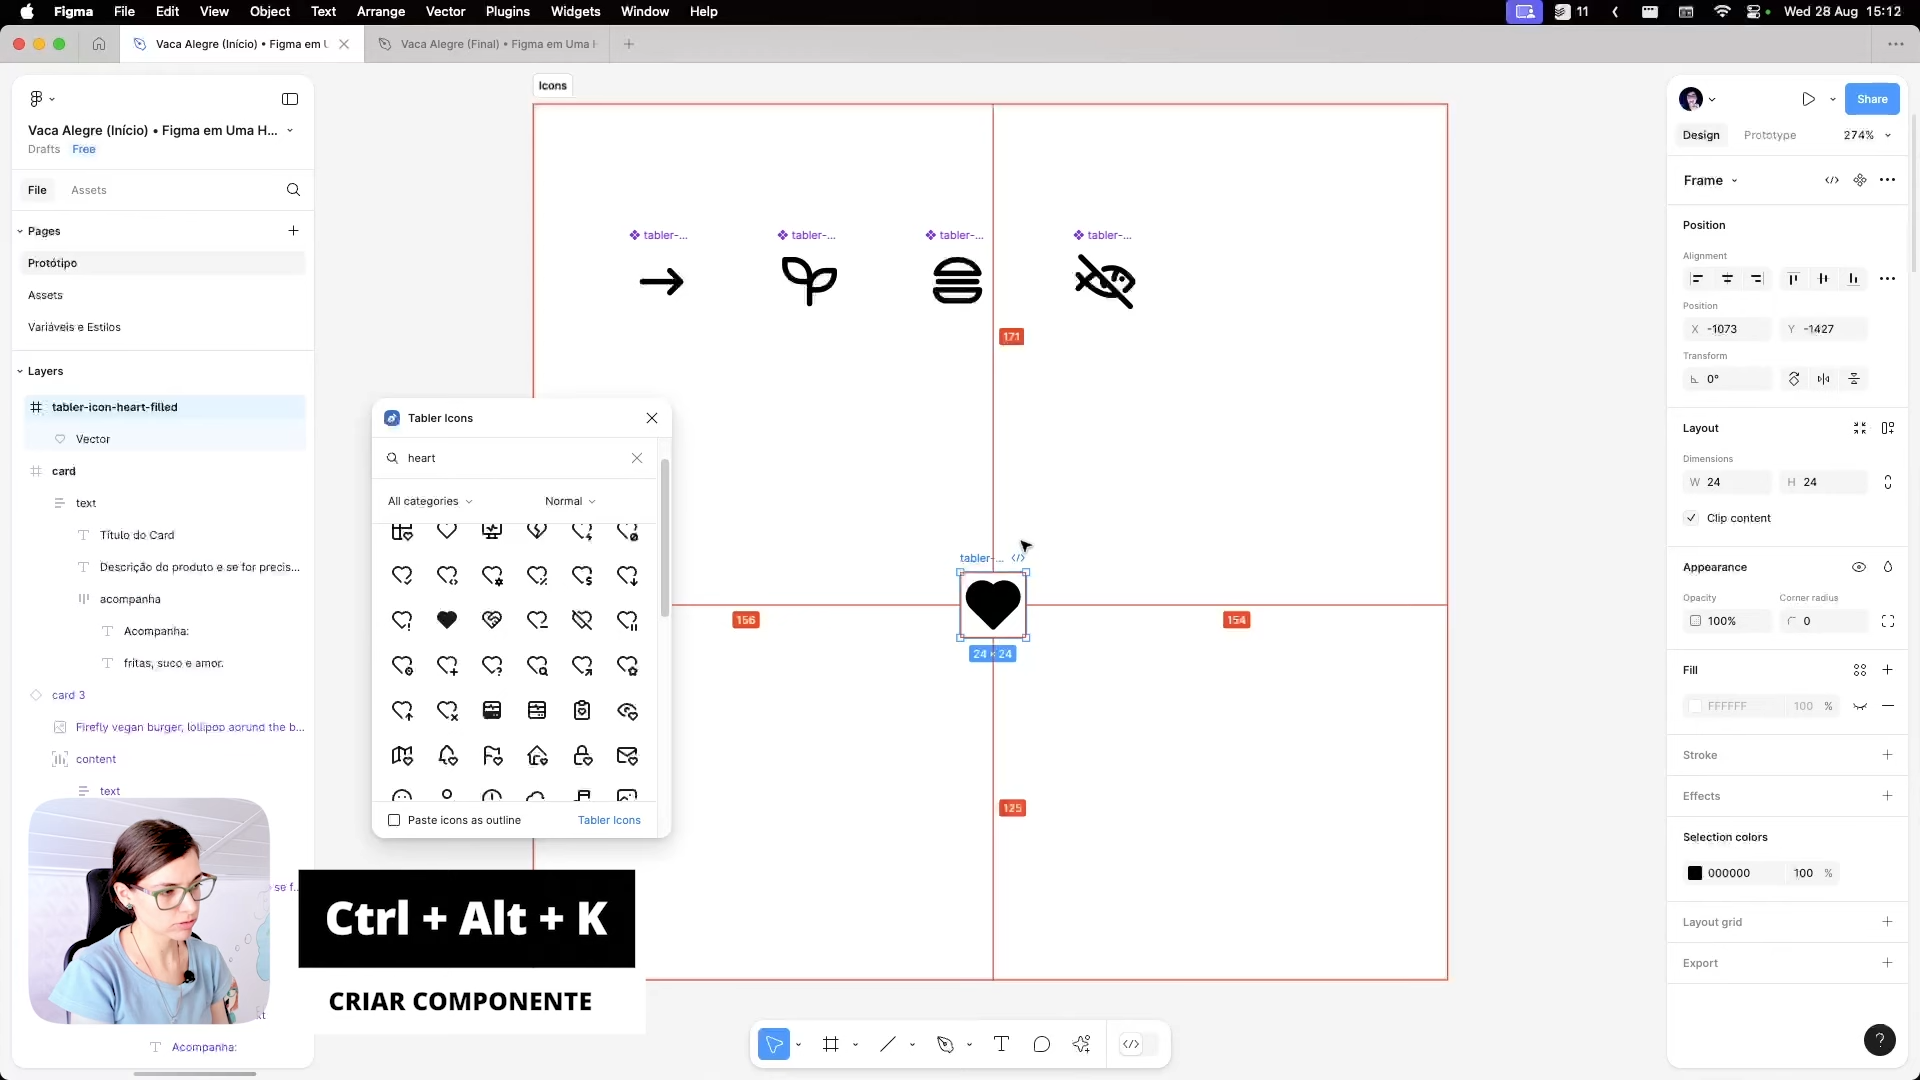 Figma File Edit View Object Text Arrange Vector Plugins Widgets Window Help
11 Wed 28 Aug 15:12
Vaca Alegre (Início) • Figma em U
Vaca Alegre (Final) • Figma em Uma H
Vaca Alegre (Início) • Figma em Uma H...
Drafts Free
File Assets
Pages
Protótipo
Assets
Variáveis e Estilos
Layers
tabler-icon-heart-filled
Vector
card
text
Título do Card
Descrição do produto e se for precis...
acompanha
Acompanha:
fritas, suco e amor.
card 3
Firefly vegan burger, lollipop aorund the b...
content
text
se f...
Acompanha:
Icons
tabler-...
tabler-...
tabler-...
tabler-...
171
tabler-...
156
154
24 × 24
125
Tabler Icons
heart
All categories
Normal
Paste icons as outline
Tabler Icons
Ctrl + Alt + K
CRIAR COMPONENTE
Share
Design Prototype 274%
Frame
Position
Alignment
Position
X -1073 Y -1427
Transform
0°
Layout
Dimensions
W 24 H 24
Clip content
Appearance
Opacity Corner radius
100% 0
Fill
FFFFFF 100 %
Stroke
Effects
Selection colors
000000 100 %
Layout grid
Export
?